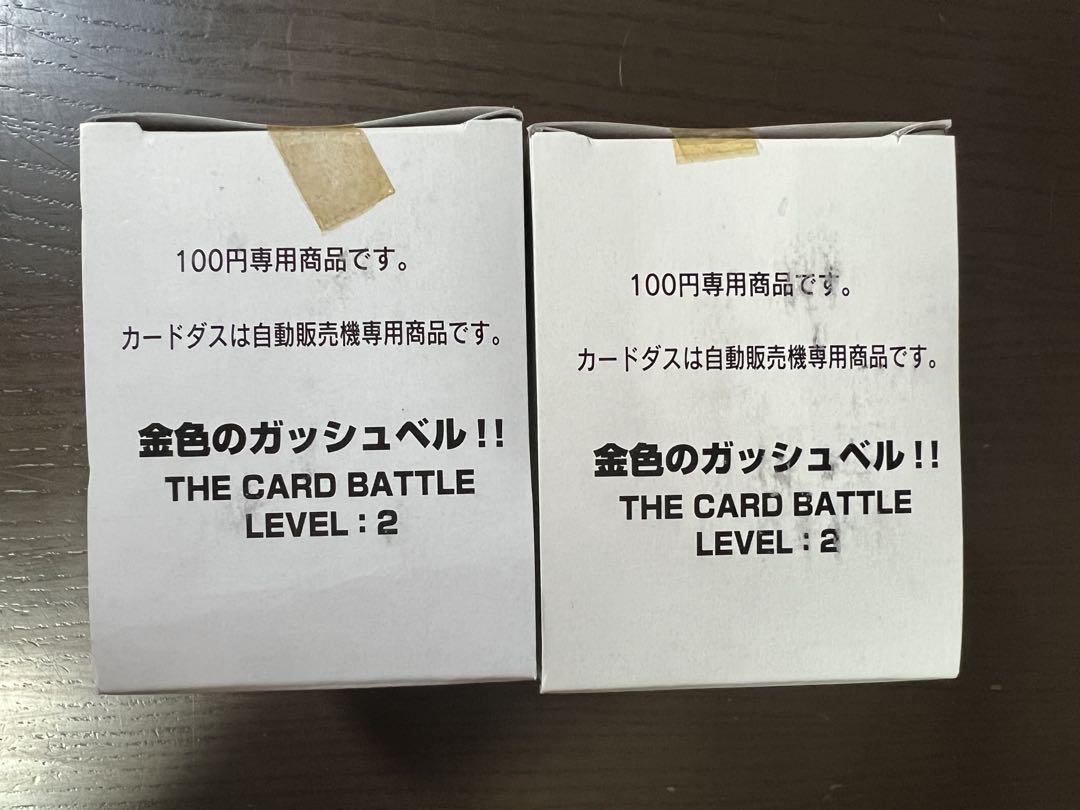 100円専用商品です。
カードダスは自動販売機専用商品です。
金色のガッシュベル!!
THE CARD BATTLE
LEVEL:2
100円専用商品です。
カードダスは自動販売機専用商品です。
金色のガッシュベル!!
THE CARD BATTLE
LEVEL:2